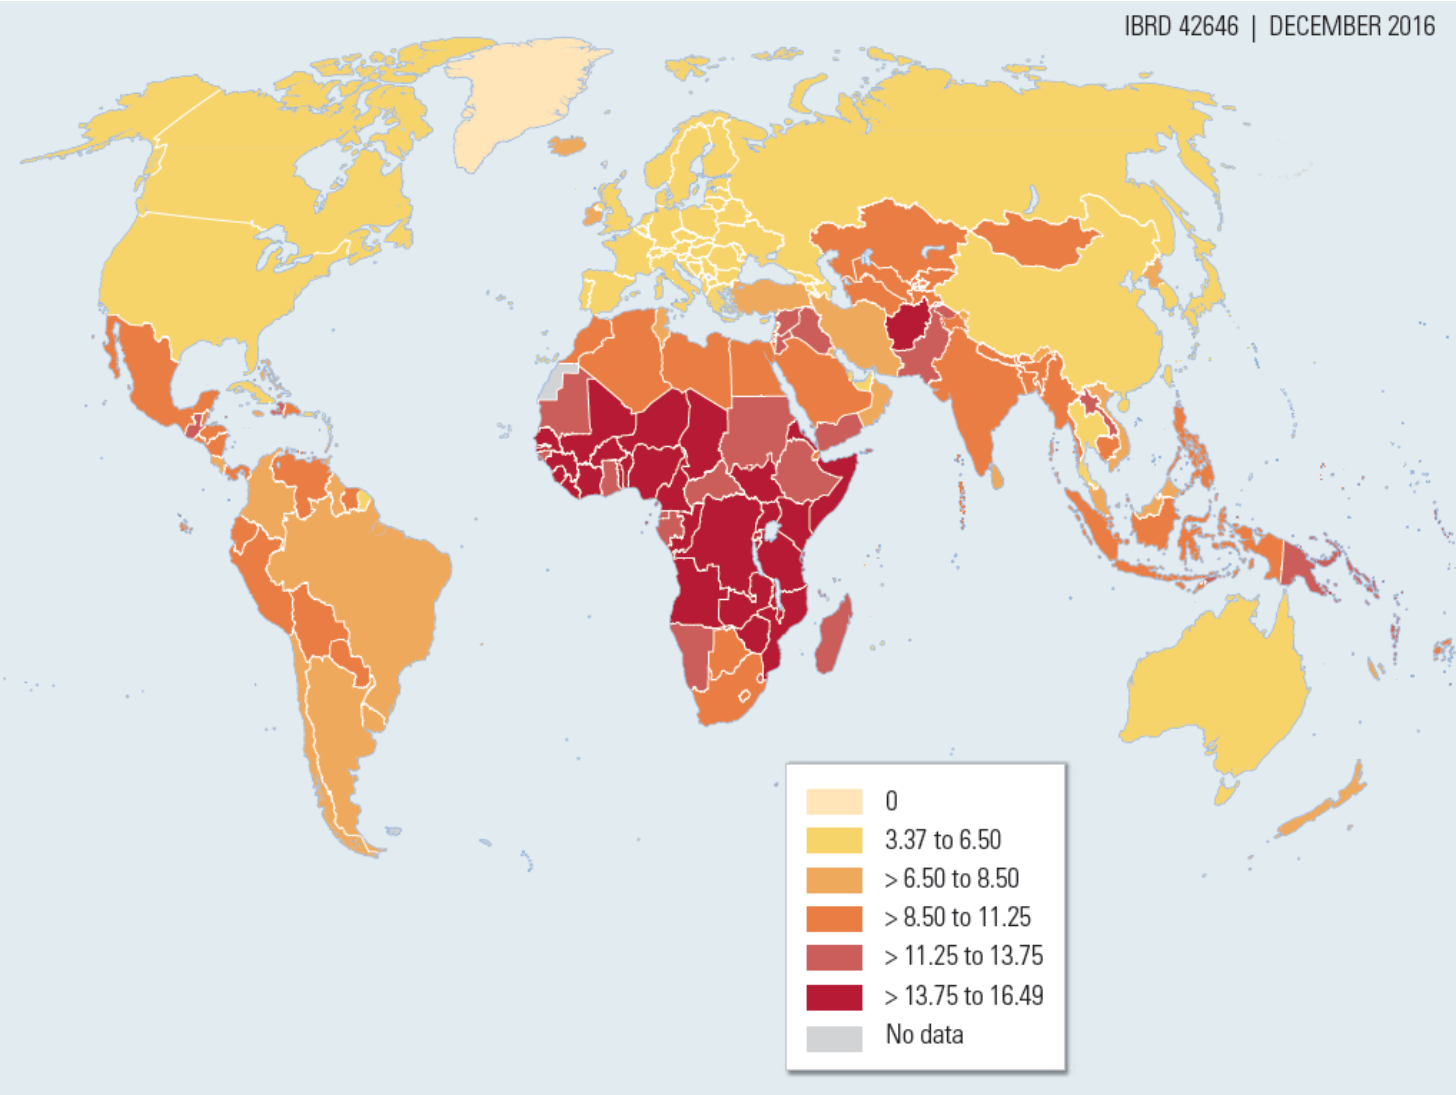 IBRD 42646 | DECEMBER 2016
0
3.37 to 6.50
> 6.50 to 8.50
> 8.50 to 11.25
> 11.25 to 13.75
> 13.75 to 16.49
No data